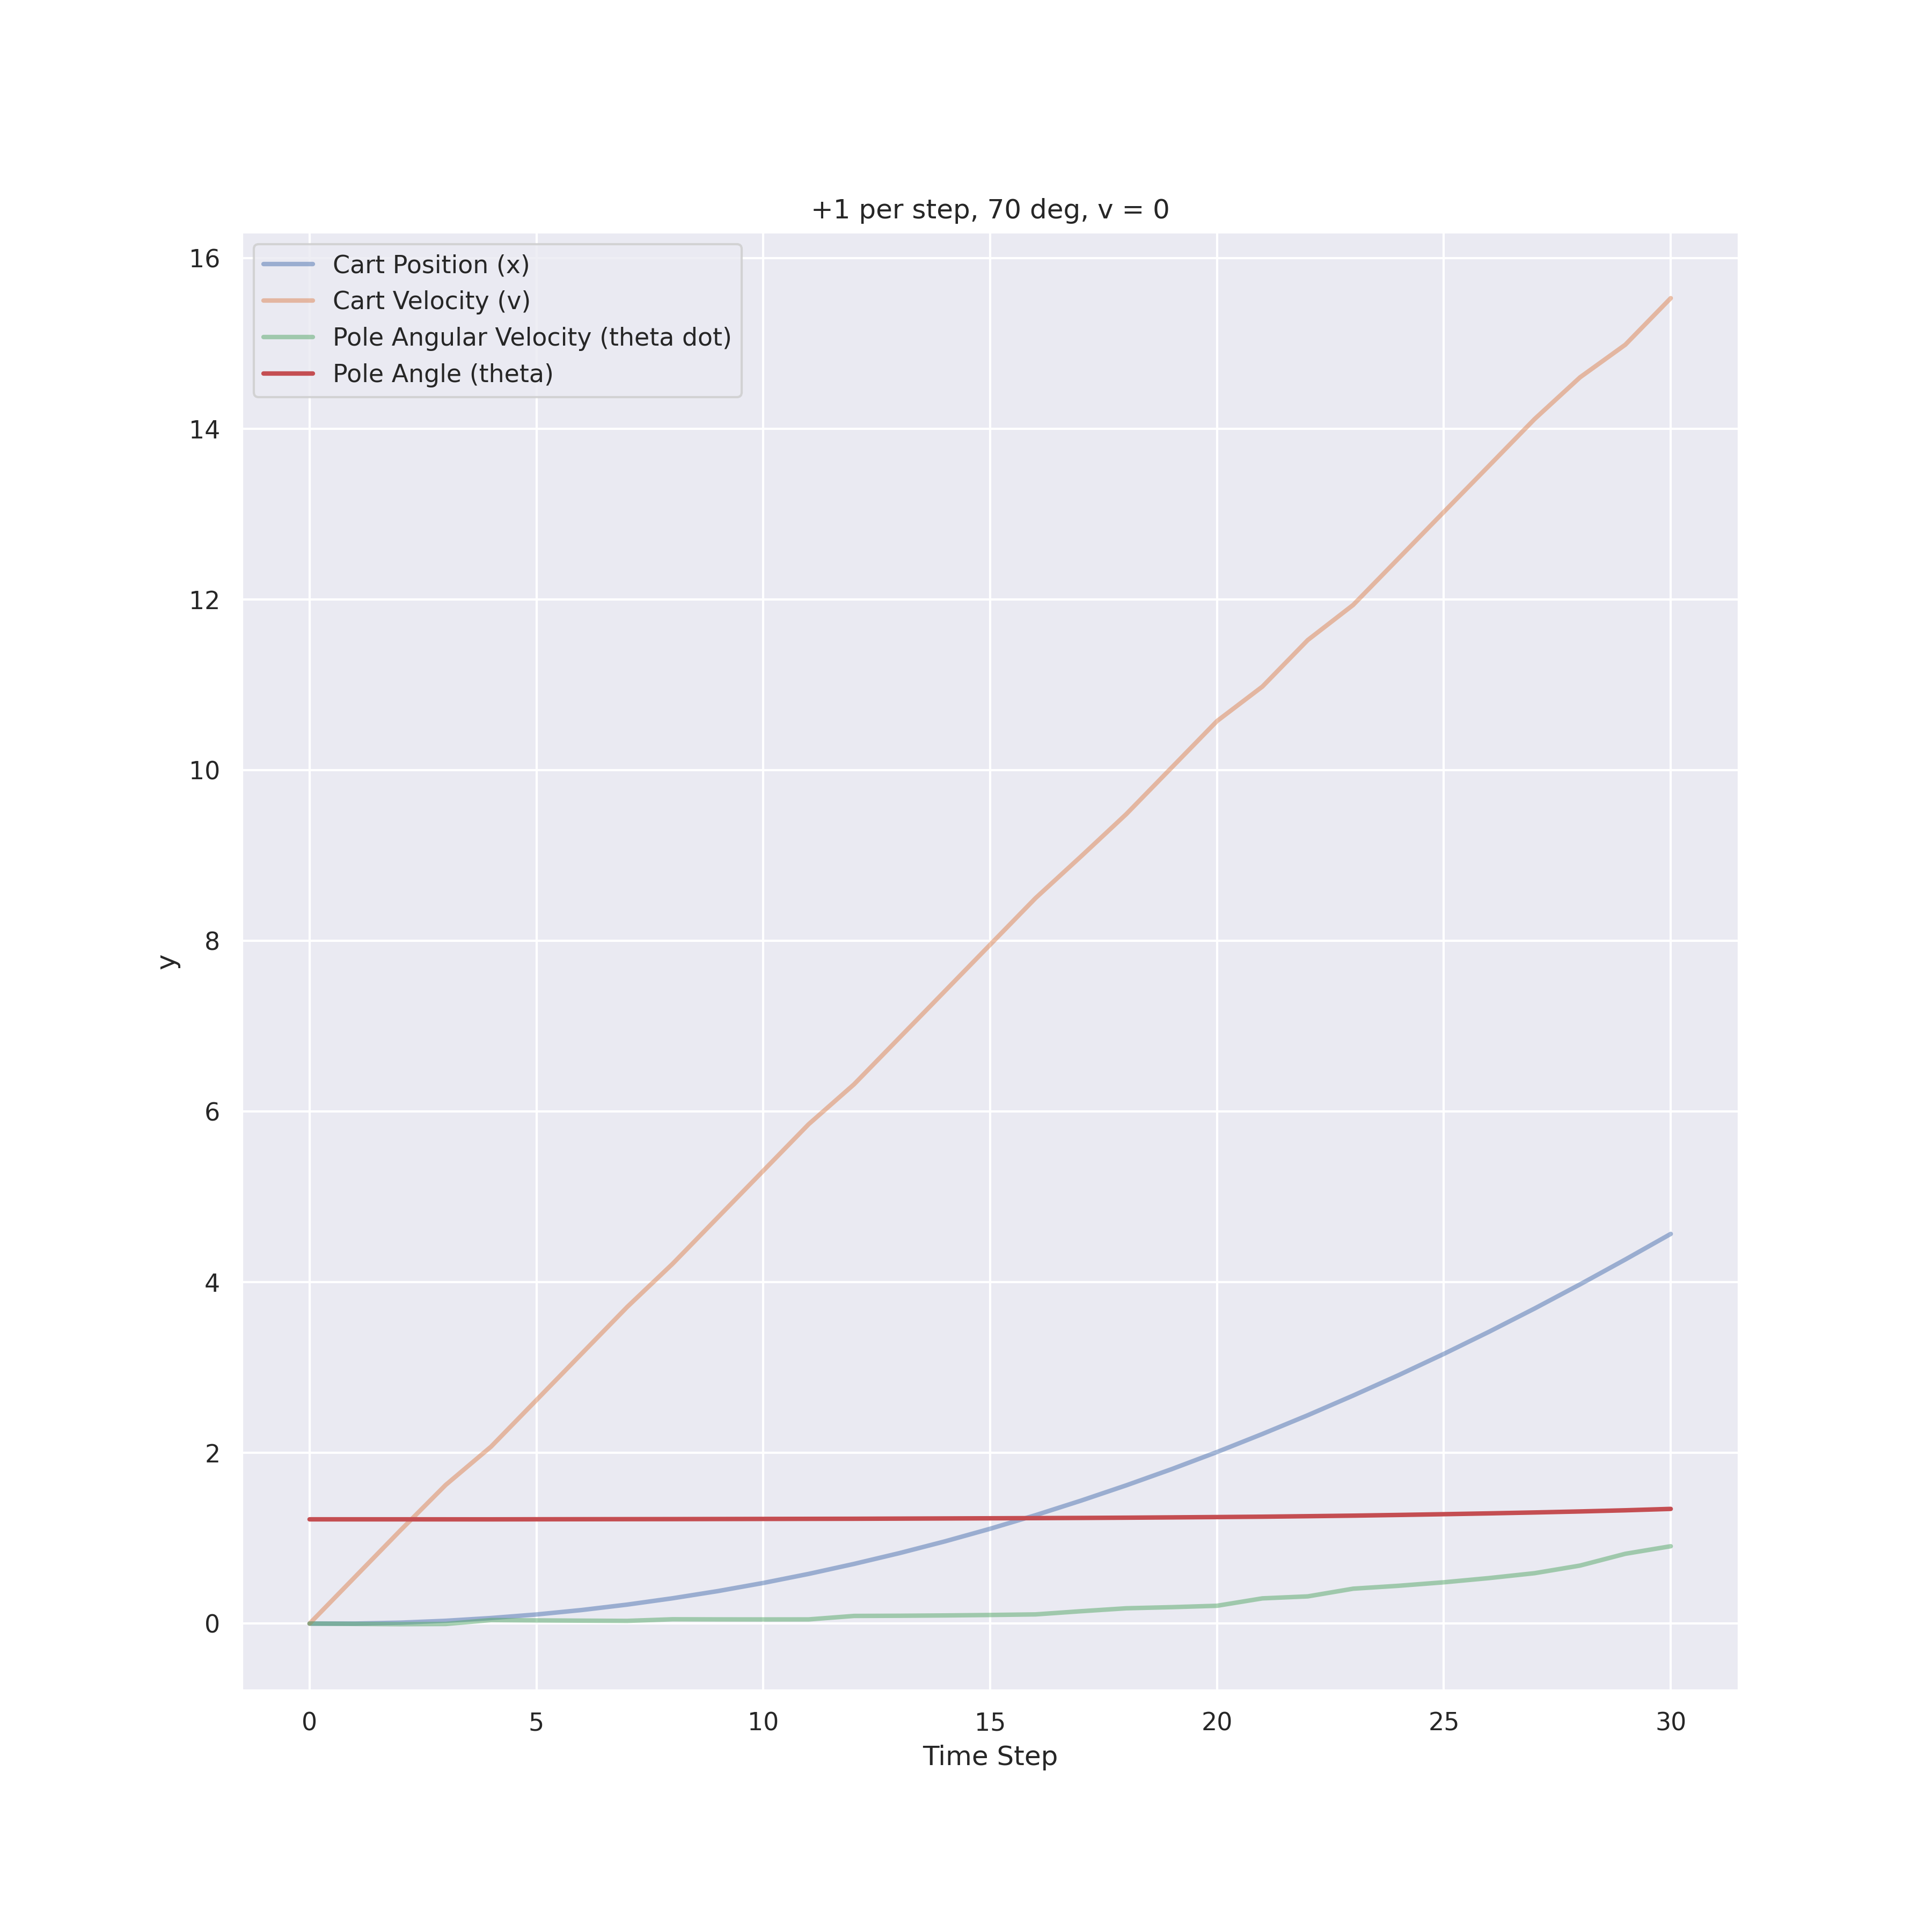 +1 per step, 70 deg, v = 0
Cart Position (x)
Cart Velocity (v)
Pole Angular Velocity (theta dot)
Pole Angle (theta)
16
14
12
10
8
6
4
2
0
y
0 5 10 15 20 25 30
Time Step